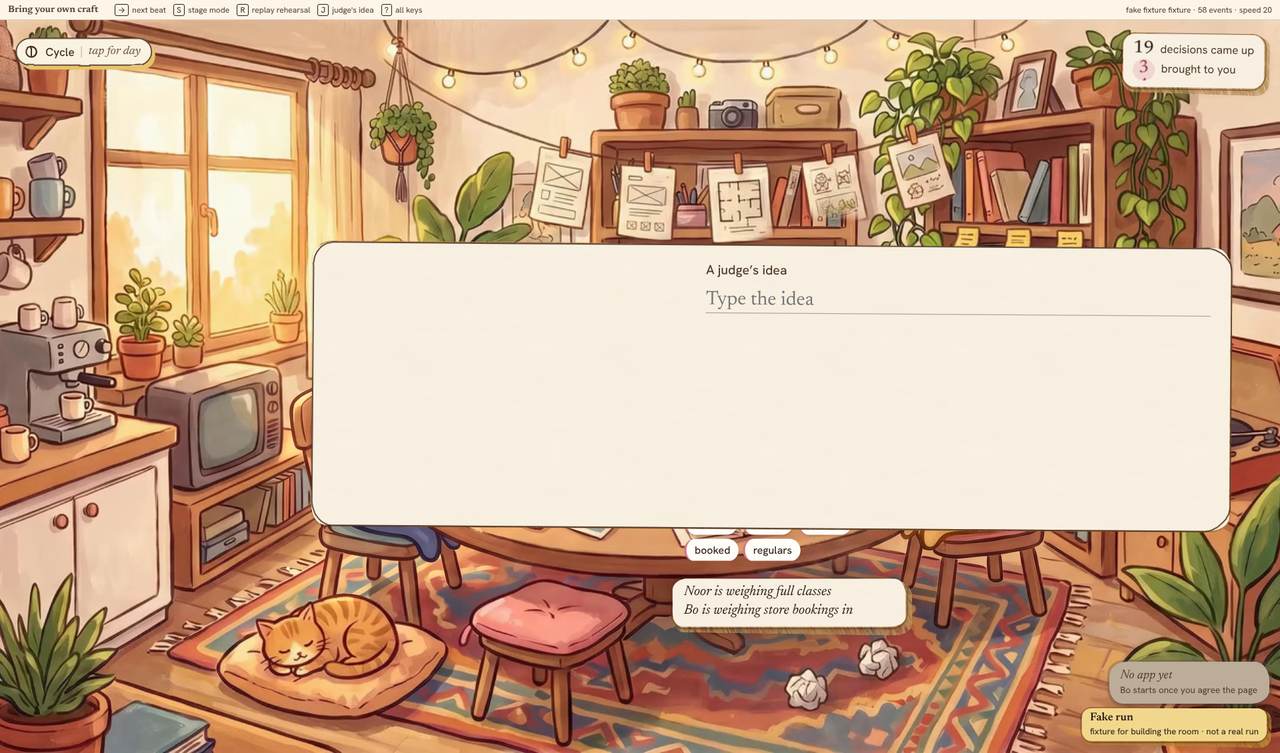 Bring your own craft
→ next beat S stage mode R replay rehearsal J judge's idea ? all keys
fake fixture fixture · 58 events · speed 20
Cycle | tap for day
19 decisions came up
3 brought to you
A judge's idea
Type the idea
booked regulars
Noor is weighing full classes
Bo is weighing store bookings in
No app yet
Bo starts once you agree the page
Fake run
fixture for building the room · not a real run